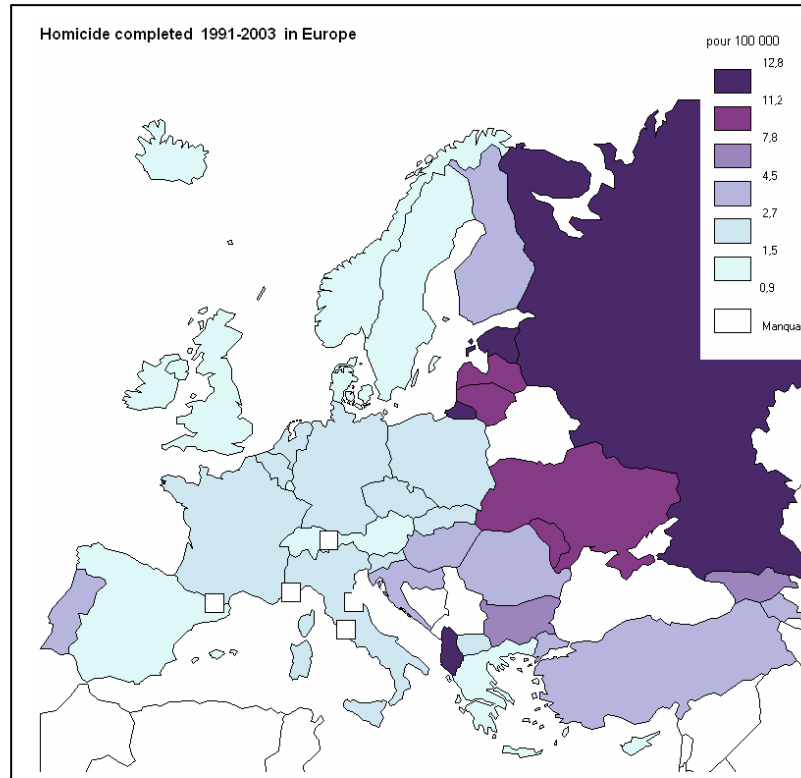 Homicide completed 1991-2003 in Europe
pour 100 000
12,8
11,2
7,8
4,5
2,7
1,5
0,9
Manqua